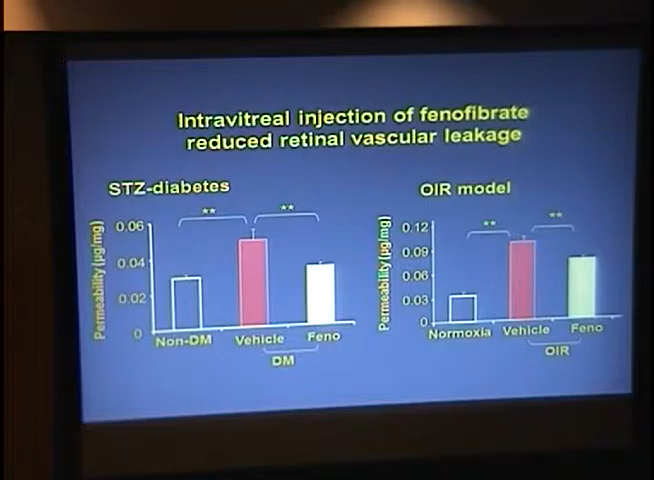 Intravitreal injection of fenofibrate
reduced retinal vascular leakage
STZ-diabetes
OIR model
Permeability (µg/mg)
0.06
0.04
0.02
0
**
**
Non-DM
Vehicle
Feno
DM
Permeability (µg/mg)
0.12
0.09
0.06
0.03
0
**
**
Normoxia
Vehicle
Feno
OIR